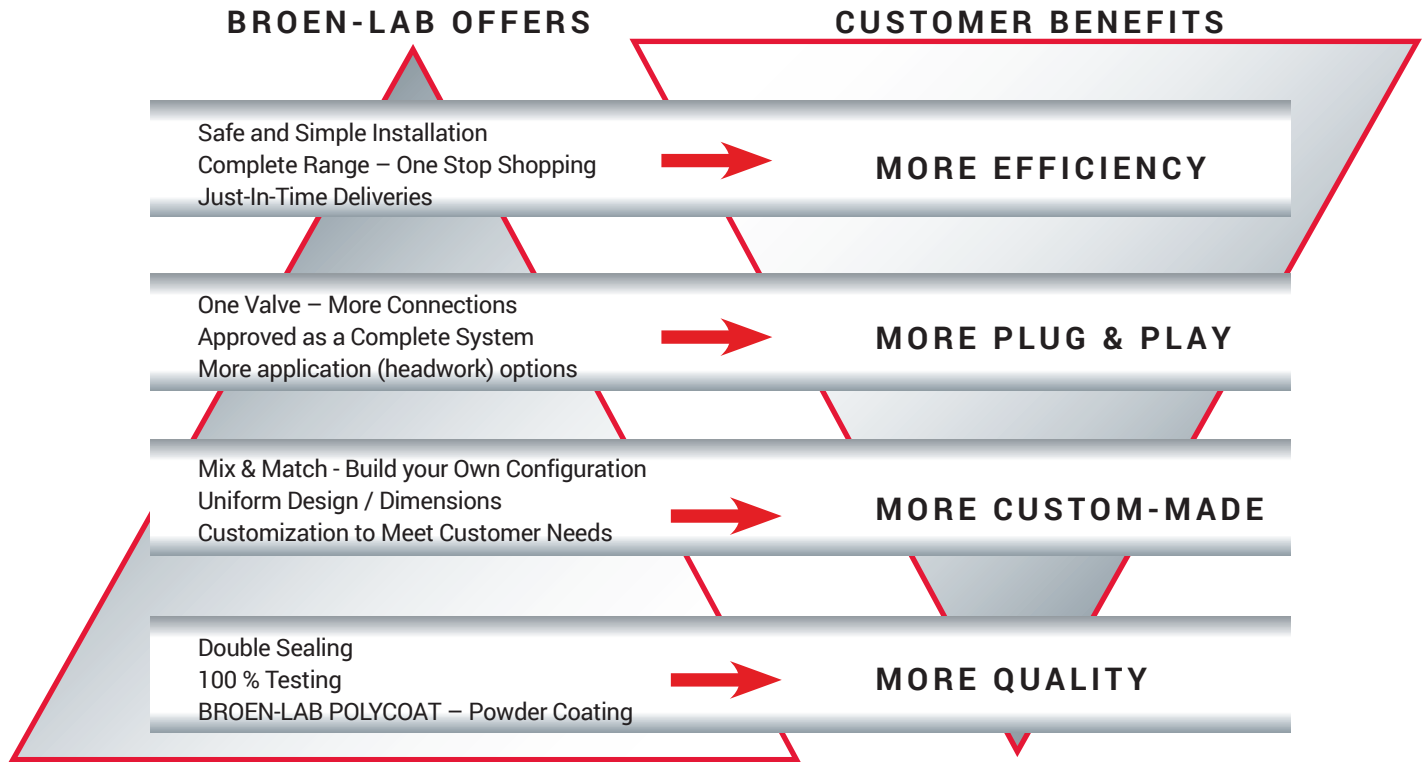 BROEN-LAB OFFERS
CUSTOMER BENEFITS
Safe and Simple Installation
Complete Range – One Stop Shopping
Just-In-Time Deliveries
MORE EFFICIENCY
One Valve – More Connections
Approved as a Complete System
More application (headwork) options
MORE PLUG & PLAY
Mix & Match - Build your Own Configuration
Uniform Design / Dimensions
Customization to Meet Customer Needs
MORE CUSTOM-MADE
Double Sealing
100 % Testing
BROEN-LAB POLYCOAT – Powder Coating
MORE QUALITY